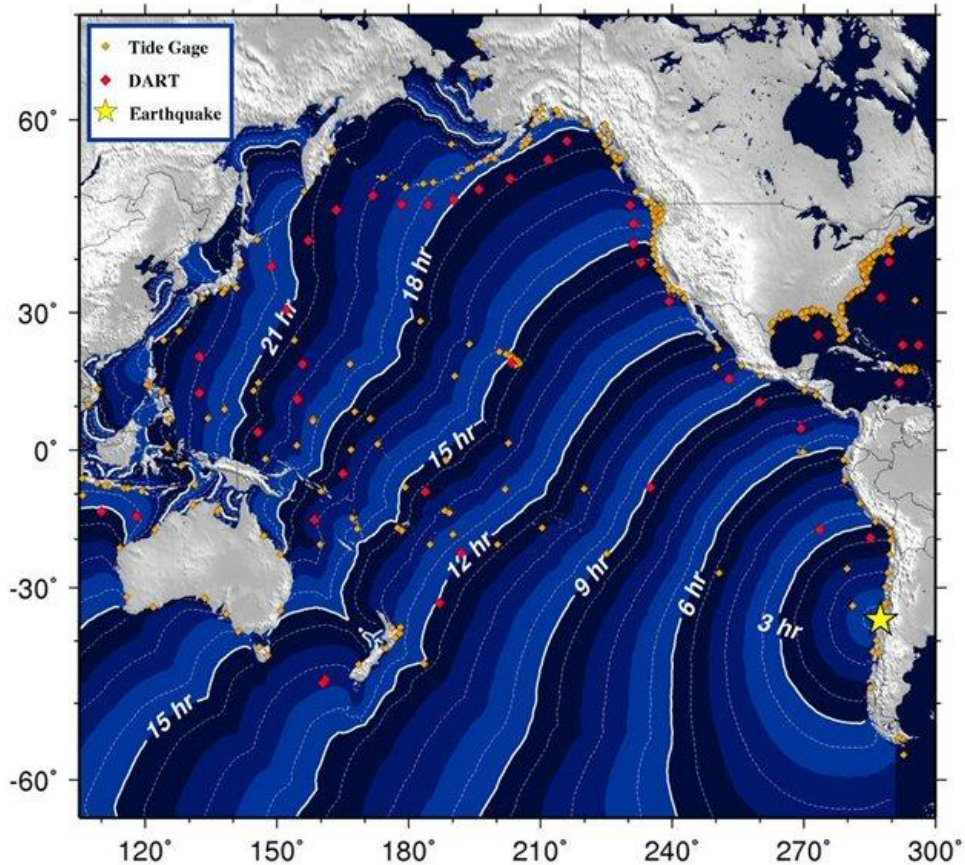 Tide Gage
DART
Earthquake
60°
30°
0°
-30°
-60°
21 hr
18 hr
15 hr
12 hr
9 hr
6 hr
3 hr
15 hr
120°
150°
180°
210°
240°
270°
300°